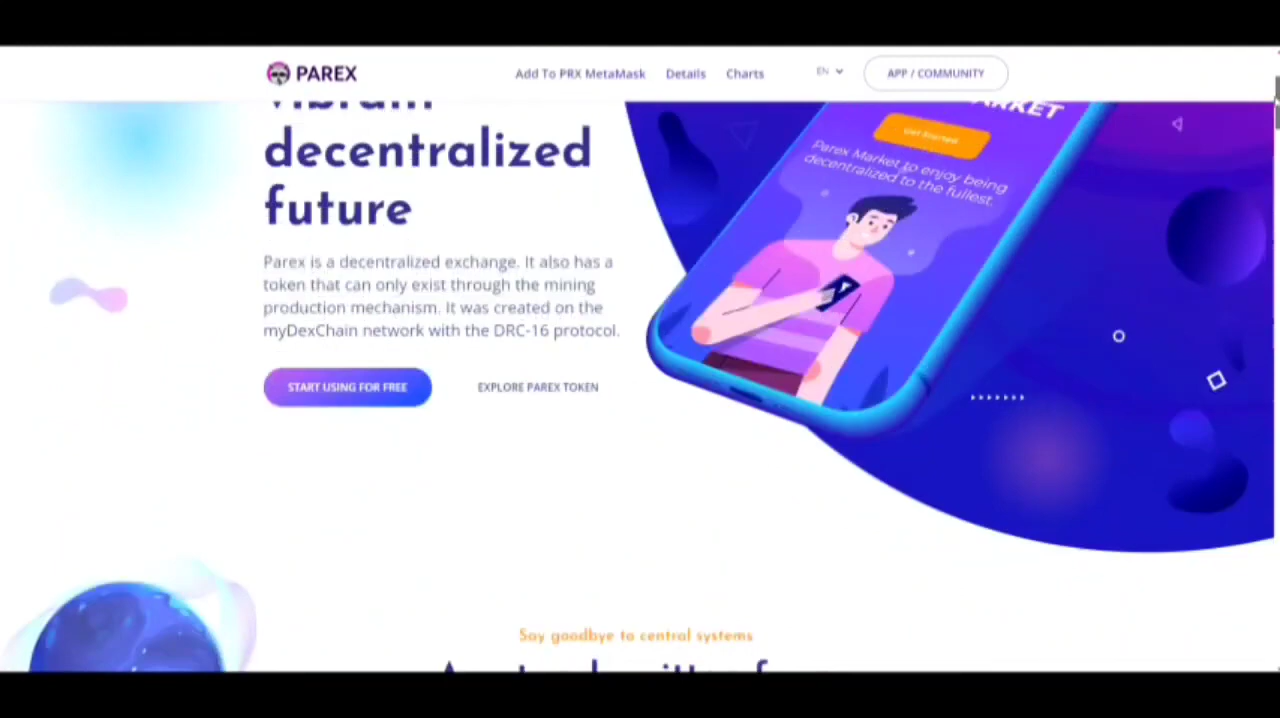 PAREX
Add To PRX MetaMask
Details
Charts
EN
APP / COMMUNITY
decentralized
future
Parex is a decentralized exchange. It also has a
token that can only exist through the mining
production mechanism. It was created on the
myDexChain network with the DRC-16 protocol.
START USING FOR FREE
EXPLORE PAREX TOKEN
Get Started
Parex Market to enjoy being
decentralized to the fullest.
Say goodbye to central systems